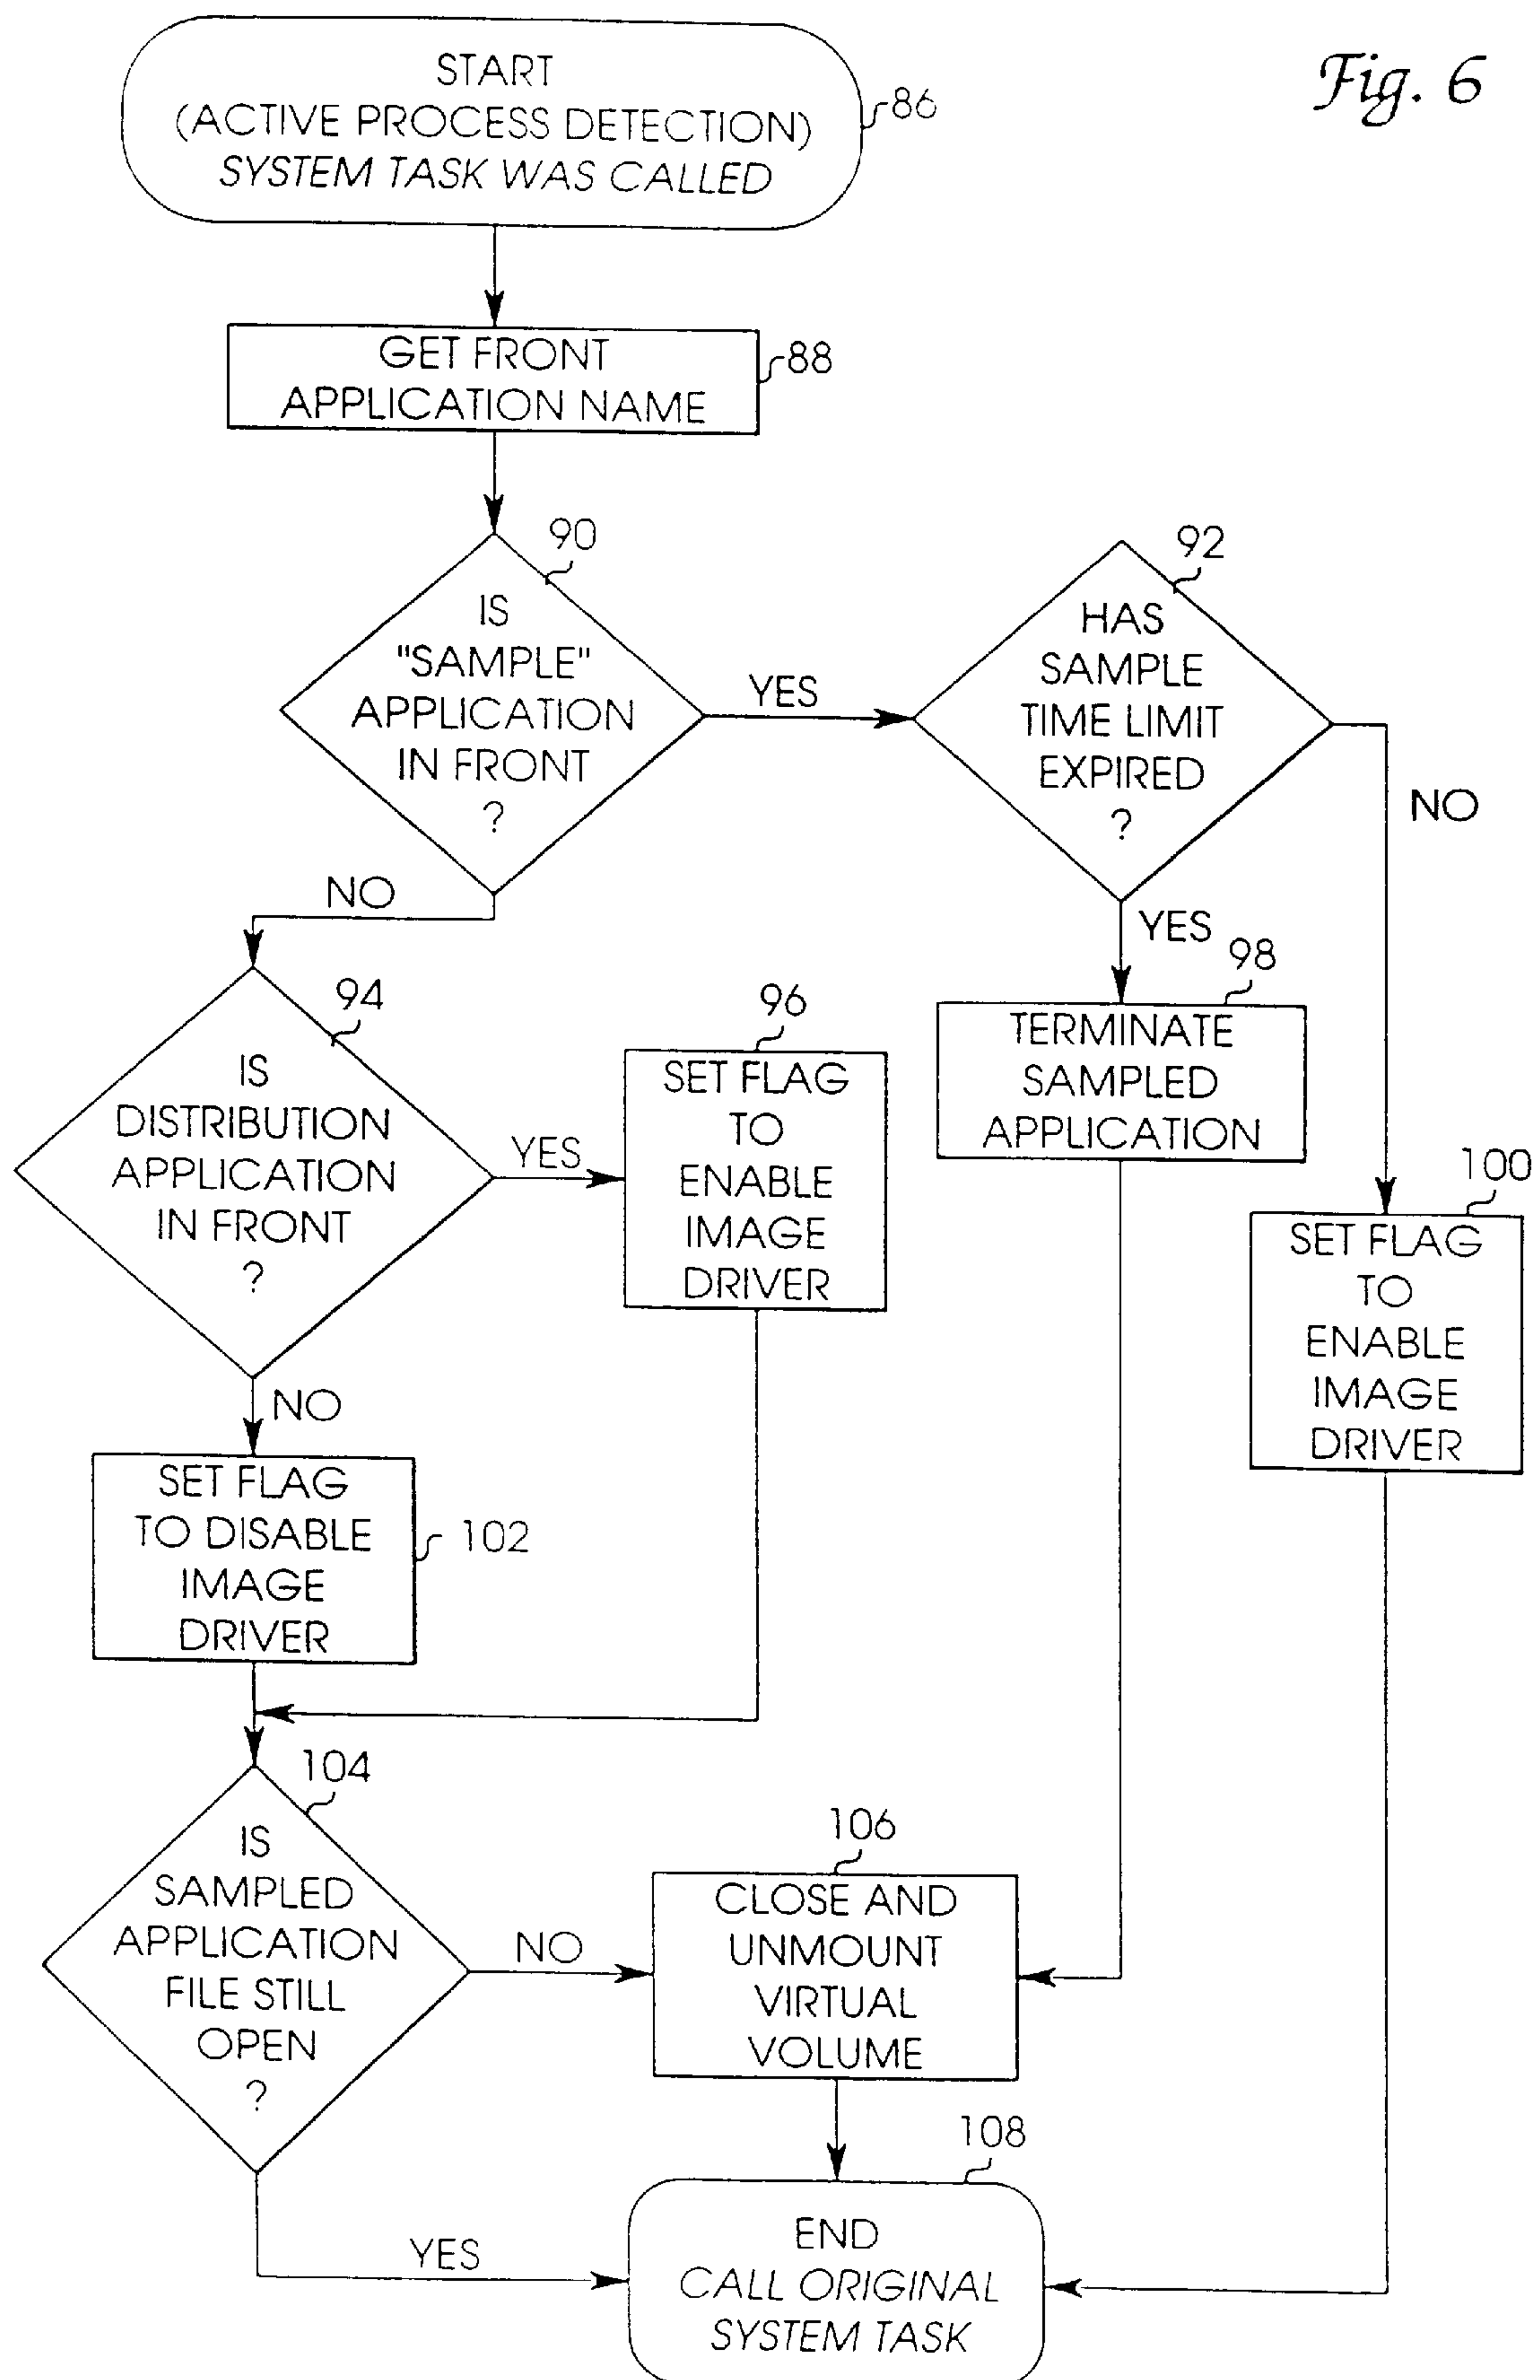 Fig. 6
START
(ACTIVE PROCESS DETECTION)
SYSTEM TASK WAS CALLED
86
GET FRONT
APPLICATION NAME
88
90
IS
"SAMPLE"
APPLICATION
IN FRONT
?
YES
NO
92
HAS
SAMPLE
TIME LIMIT
EXPIRED
?
NO
YES
94
IS
DISTRIBUTION
APPLICATION
IN FRONT
?
YES
NO
96
SET FLAG
TO
ENABLE
IMAGE
DRIVER
98
TERMINATE
SAMPLED
APPLICATION
100
SET FLAG
TO
ENABLE
IMAGE
DRIVER
SET FLAG
TO DISABLE
IMAGE
DRIVER
102
104
IS
SAMPLED
APPLICATION
FILE STILL
OPEN
?
NO
YES
106
CLOSE AND
UNMOUNT
VIRTUAL
VOLUME
108
END
CALL ORIGINAL
SYSTEM TASK